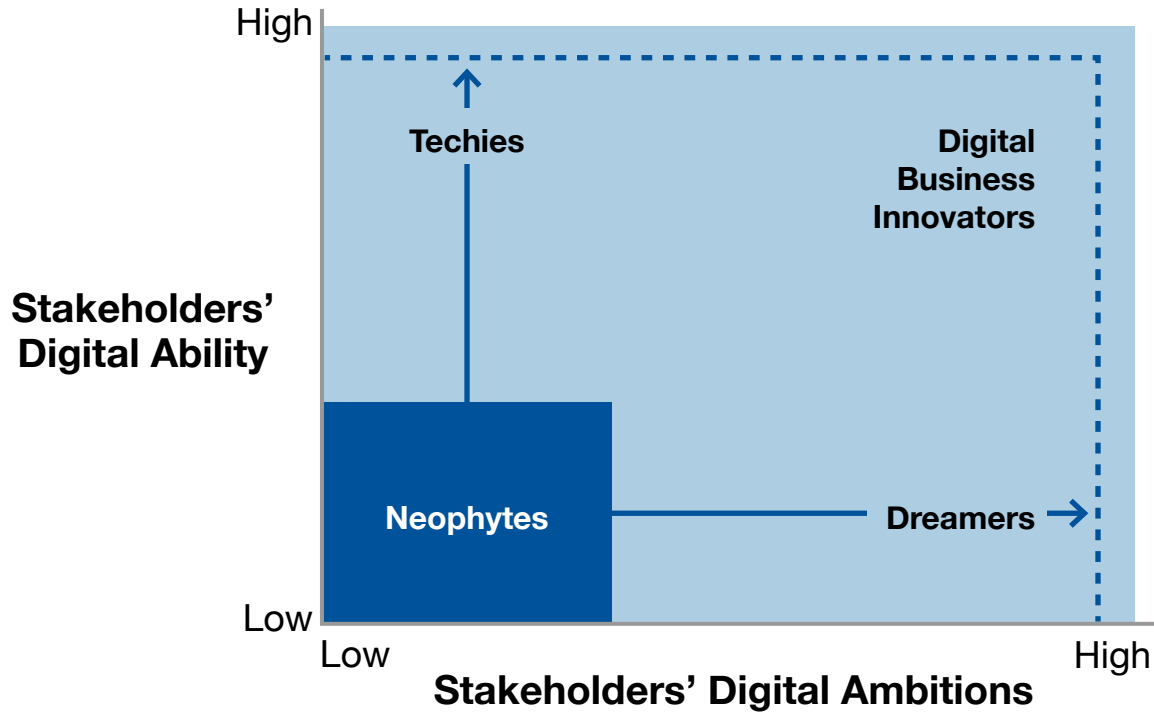 High
Techies
Digital
Business
Innovators
Stakeholders’
Digital Ability
Neophytes
Dreamers
Low
Low
High
Stakeholders’ Digital Ambitions